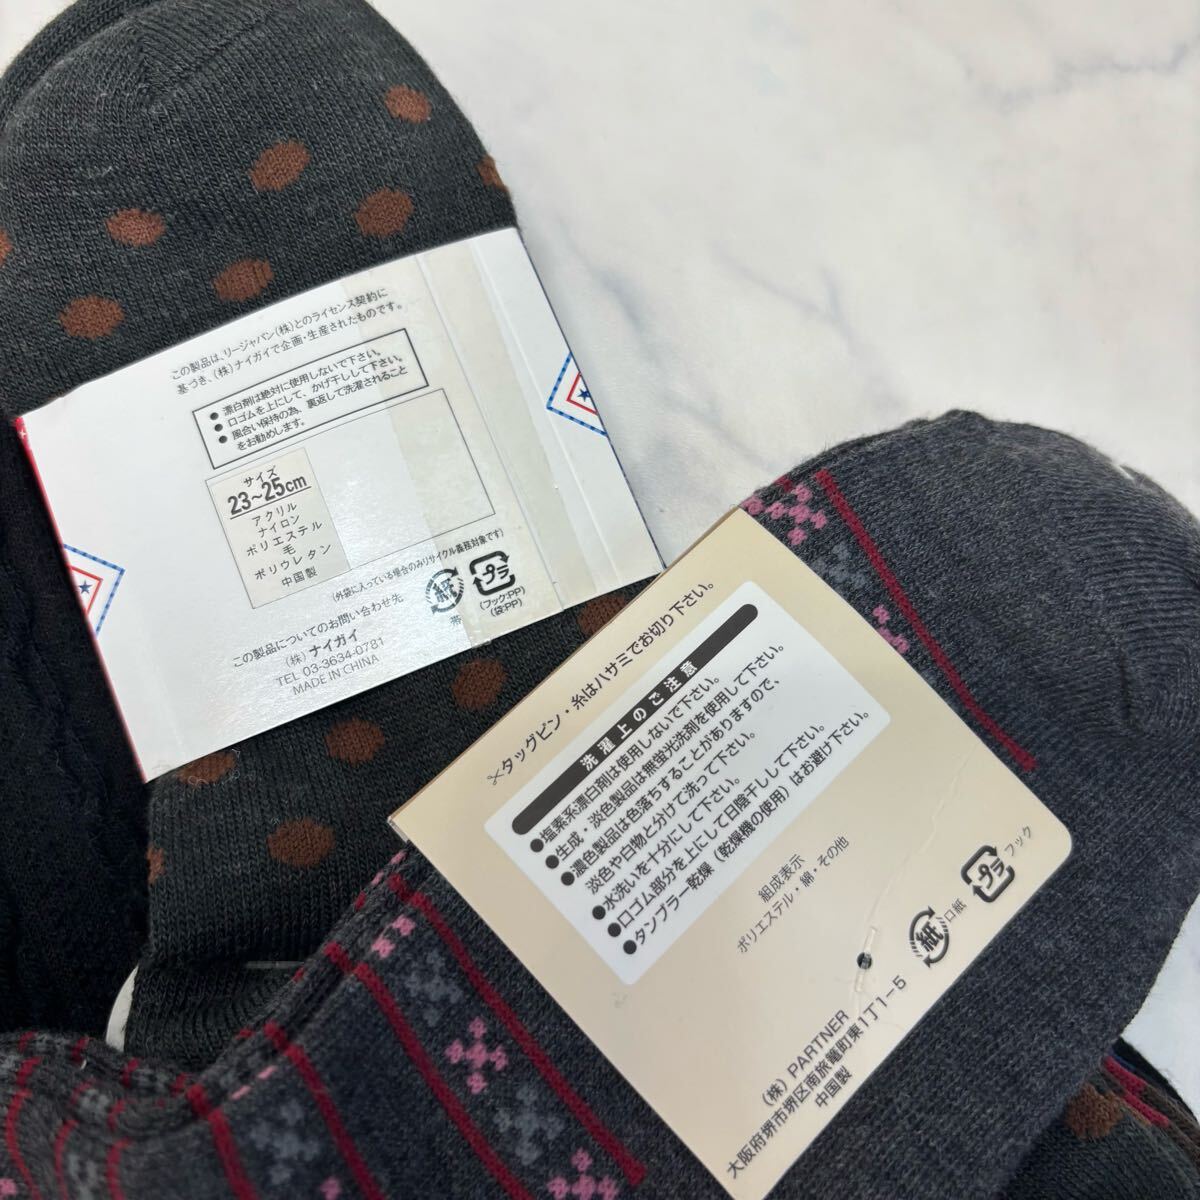 この製品は、リージャパン(株)とのライセンス契約に
基づき、(株)ナイガイで企画・生産されたものです。
●漂白剤は絶対に使用しないで下さい。
●口ゴムを上にして、かげ干しして下さい。
●風合い保持の為、裏返して洗濯されること
をお勧めします。
サイズ
23~25cm
アクリル
ナイロン
ポリエステル
毛
ポリウレタン
中国製
(外袋に入っている場合のみリサイクル義務対象です)
紙
帯
プラ
(フック:PP)
(袋:PP)
この製品についてのお問い合わせ先
(株)ナイガイ
TEL 03-3634-0781
MADE IN CHINA
✂タッグピン・糸はハサミでお切り下さい。
洗濯上のご注意
●塩素系漂白剤は使用しないで下さい。
●生成・淡色製品は無蛍光洗剤を使用して下さい。
●濃色製品は色落ちすることがありますので、
淡色や白物と分けて洗って下さい。
●水洗いを十分にして下さい。
●口ゴム部分を上にして日陰干しして下さい。
●タンブラー乾燥(乾燥機の使用)はお避け下さい。
組成表示
ポリエステル・綿・その他
プラ
フック
紙
口紙
(株)PARTNER
大阪府堺市堺区南旅籠町東1丁1-5
中国製